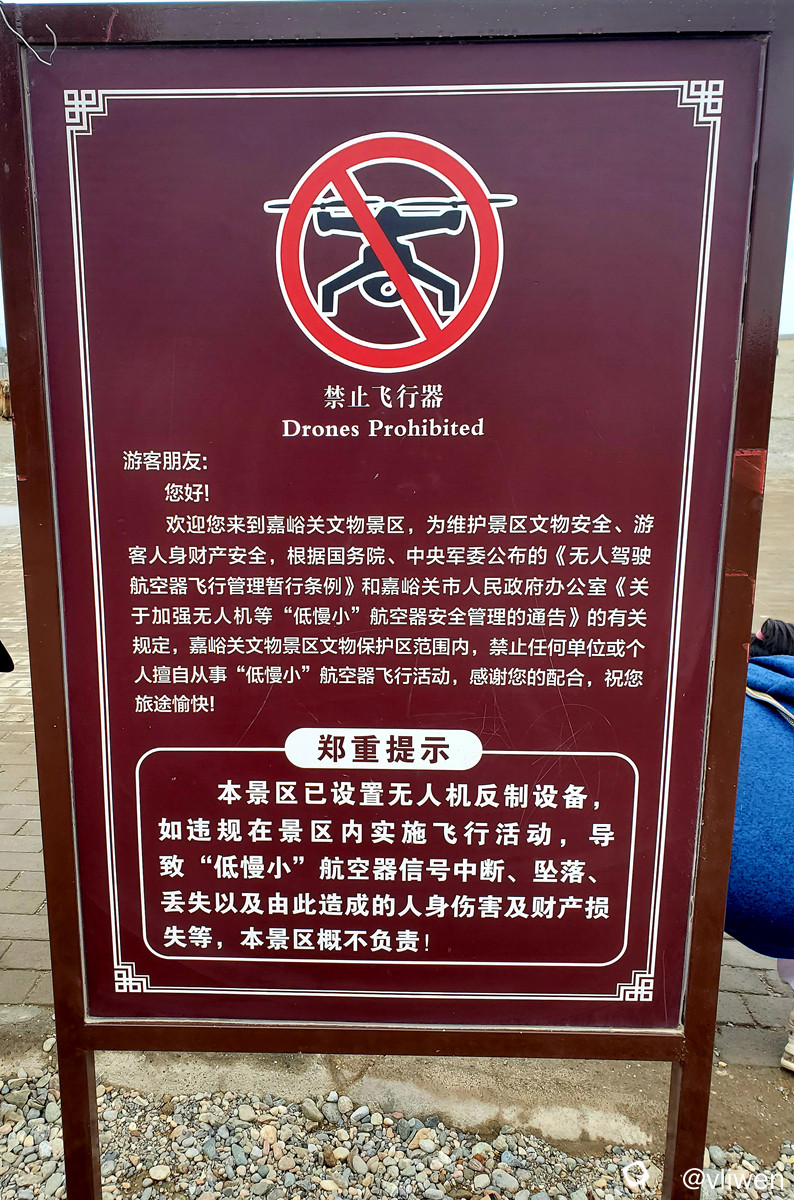 禁止飞行器
Drones Prohibited
游客朋友:
您好!
欢迎您来到嘉峪关文物景区，为维护景区文物安全、游
客人身财产安全，根据国务院、中央军委公布的《无人驾驶
航空器飞行管理暂行条例》和嘉峪关市人民政府办公室《关
于加强无人机等“低慢小”航空器安全管理的通告》的有关
规定，嘉峪关文物景区文物保护区范围内，禁止任何单位或个
人擅自从事“低慢小”航空器飞行活动，感谢您的配合，祝您
旅途愉快!
郑重提示
本景区已设置无人机反制设备，
如违规在景区内实施飞行活动，导
致“低慢小”航空器信号中断、坠落、
丢失以及由此造成的人身伤害及财产损
失等，本景区概不负责!
@vliwen